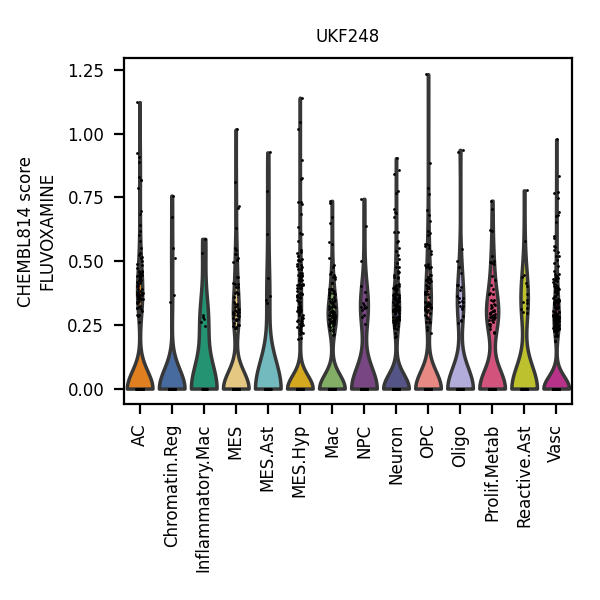 UKF248
CHEMBL814 score
FLUVOXAMINE
1.25
1.00
0.75
0.50
0.25
0.00
AC
Chromatin.Reg
Inflammatory.Mac
MES
MES.Ast
MES.Hyp
Mac
NPC
Neuron
OPC
Oligo
Prolif.Metab
Reactive.Ast
Vasc